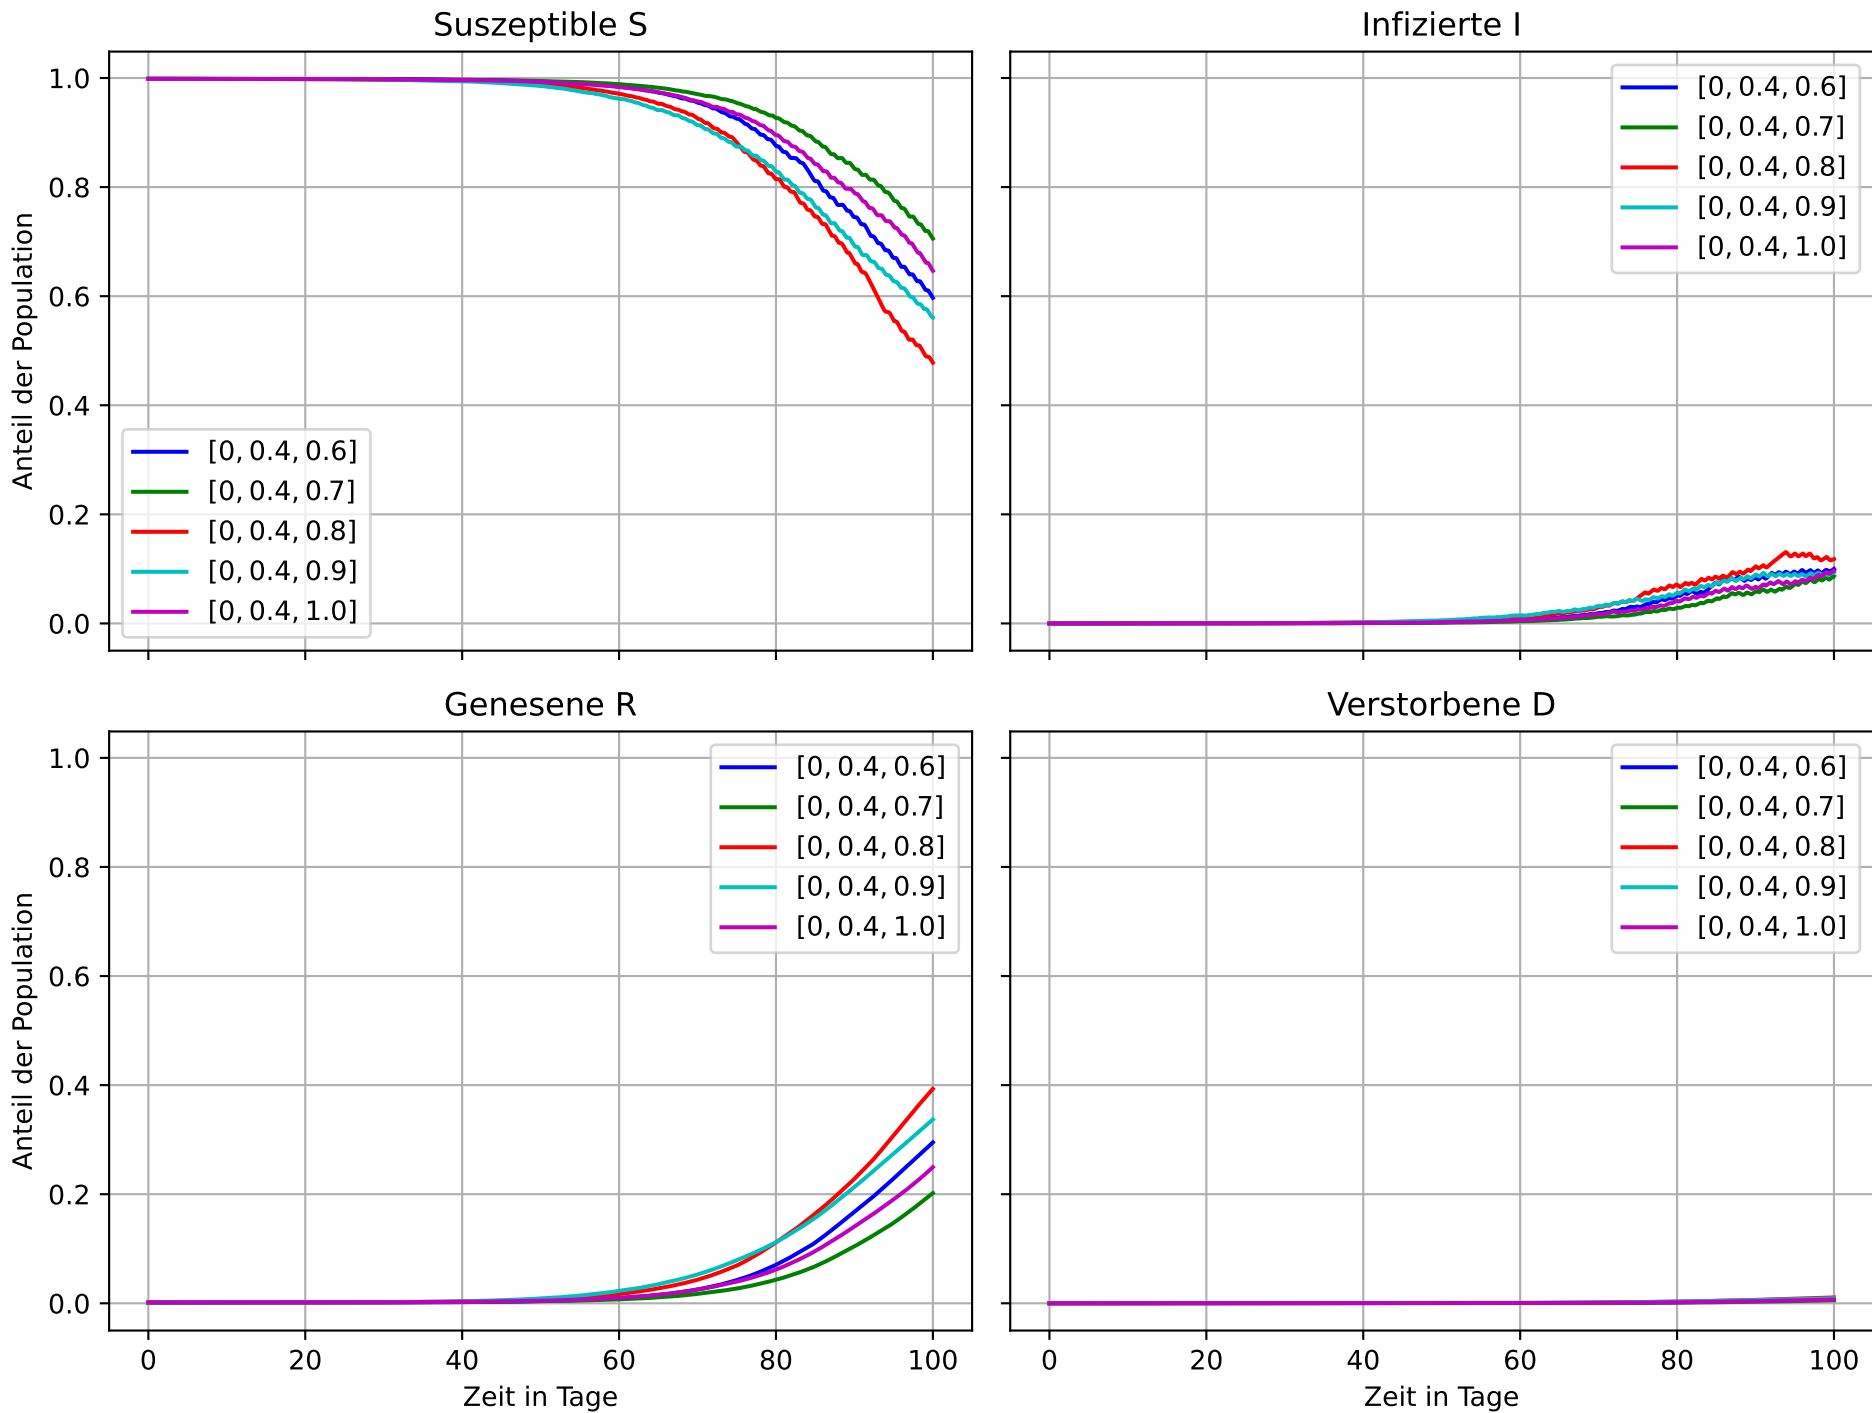 Suszeptible S
Infizierte I
Anteil der Population
1.0
0.8
0.6
0.4
0.2
0.0
[0, 0.4, 0.6]
[0, 0.4, 0.7]
[0, 0.4, 0.8]
[0, 0.4, 0.9]
[0, 0.4, 1.0]
[0, 0.4, 0.6]
[0, 0.4, 0.7]
[0, 0.4, 0.8]
[0, 0.4, 0.9]
[0, 0.4, 1.0]
Genesene R
Verstorbene D
Anteil der Population
1.0
0.8
0.6
0.4
0.2
0.0
[0, 0.4, 0.6]
[0, 0.4, 0.7]
[0, 0.4, 0.8]
[0, 0.4, 0.9]
[0, 0.4, 1.0]
[0, 0.4, 0.6]
[0, 0.4, 0.7]
[0, 0.4, 0.8]
[0, 0.4, 0.9]
[0, 0.4, 1.0]
0 20 40 60 80 100
0 20 40 60 80 100
Zeit in Tage
Zeit in Tage